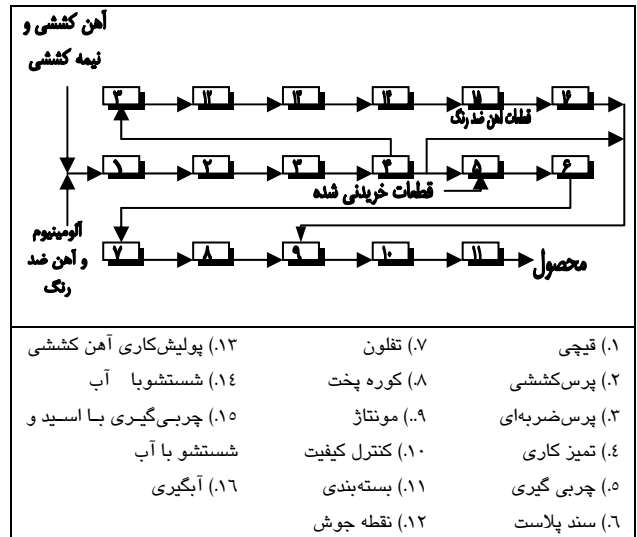 آهن کششی و
نیمه کششی
۳ ۱۲ ۱۳ ۱۴ ۱۵ ۱۶
قطعات آهن ضد زنگ
۱ ۲ ۳ ۴ ۵ ۶
قطعات خریدنی شده
آلومینیوم
و آهن ضد
زنگ
۷ ۸ ۹ ۱۰ ۱۱
محصول
۱.) قیچی
۲.) پرس‌کششی
۳.) پرس‌ضربه‌ای
٤.) تمیز کاری
٥.) چربی گیری
٦.) سند پلاست
۷.) تفلون
۸.) کوره پخت
۹..) مونتاژ
۱۰.) کنترل کیفیت
۱۱.) بسته‌بندی
۱۲.) نقطه جوش
۱۳.) پولیش‌کاری آهن کششی
۱٤.) شستشوبا آب
۱٥.) چربی‌گیری با اسید و
شستشو با آب
۱٦.) آبگیری